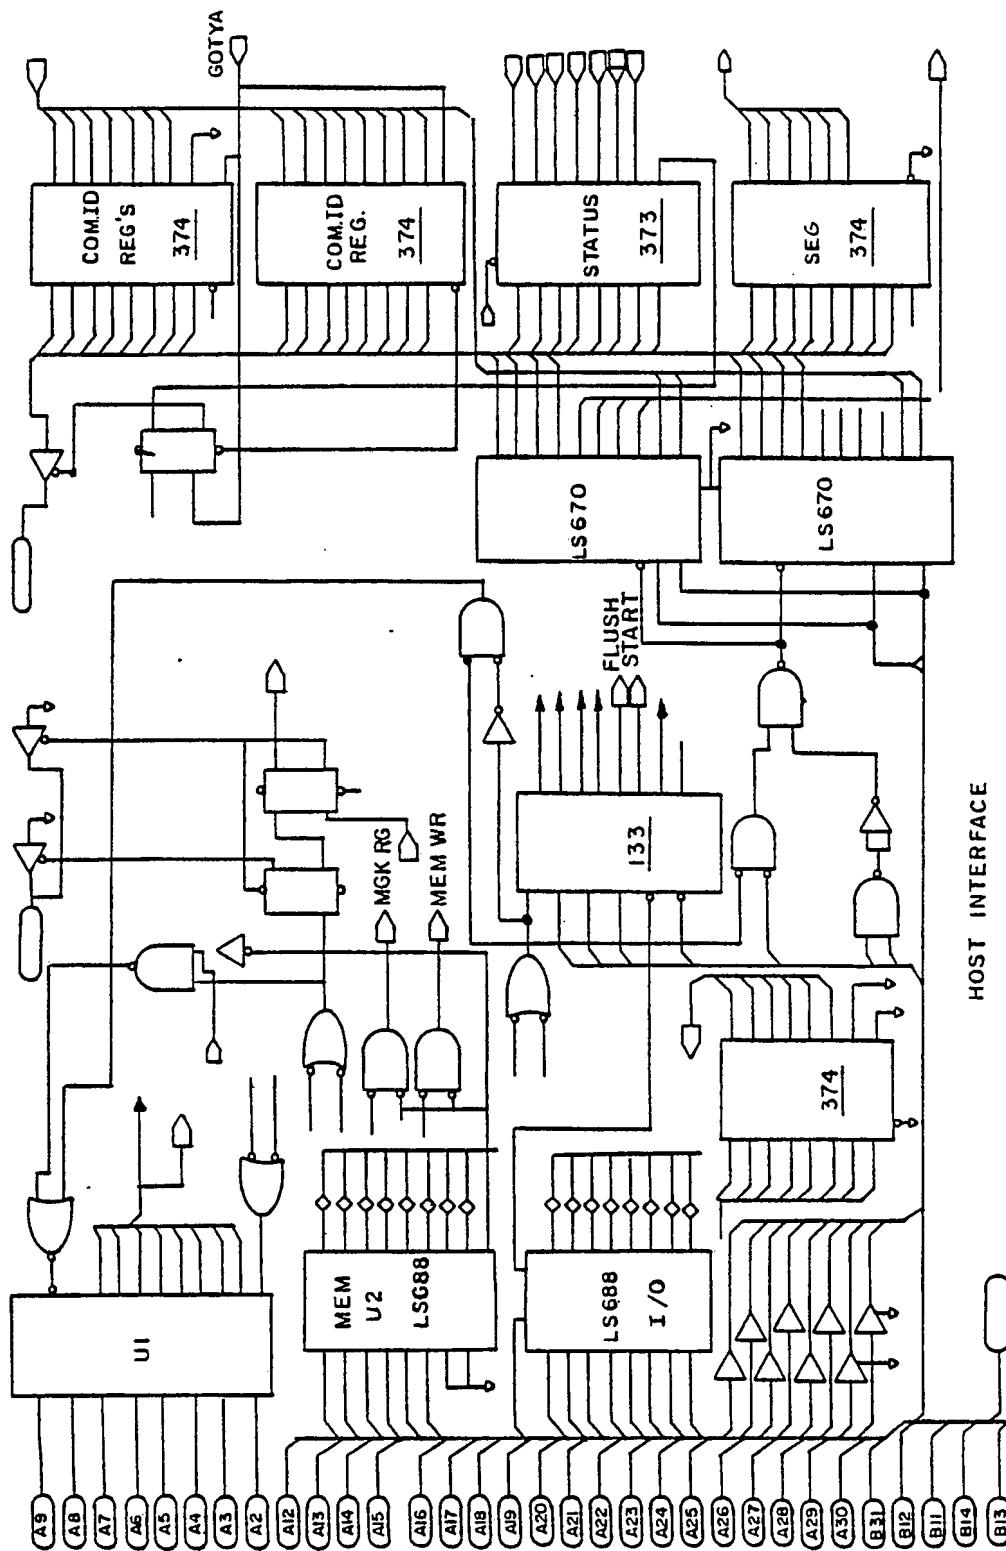 A9
A8
A7
A6
A5
A4
A3
A2
A12
A13
A14
A15
A16
A17
A18
A19
A20
A21
A22
A23
A24
A25
A26
A27
A28
A29
A30
B31
B12
B11
B14
B13
U1
MEM
U2
LS688
LS688
I/O
374
MGK RG
MEM WR
133
FLUSH
START
LS670
LS670
COM.ID
REG'S
374
GOTYA
COM.ID
REG.
374
STATUS
373
SEG
374
HOST INTERFACE